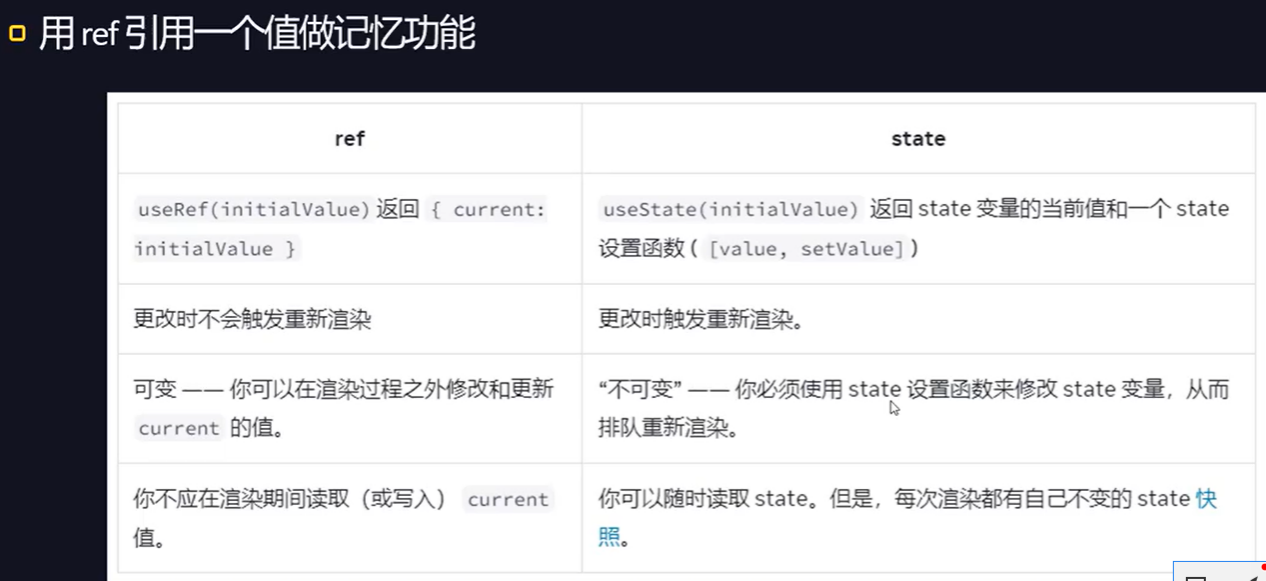 用 ref 引用一个值做记忆功能
ref
state
useRef(initialValue) 返回 { current:
initialValue }
useState(initialValue) 返回 state 变量的当前值和一个 state
设置函数 ( [value, setValue] )
更改时不会触发重新渲染
更改时触发重新渲染。
可变 —— 你可以在渲染过程之外修改和更新
current 的值。
“不可变” —— 你必须使用 state 设置函数来修改 state 变量，从而
排队重新渲染。
你不应在渲染期间读取（或写入） current
值。
你可以随时读取 state。但是，每次渲染都有自己不变的 state 快
照。